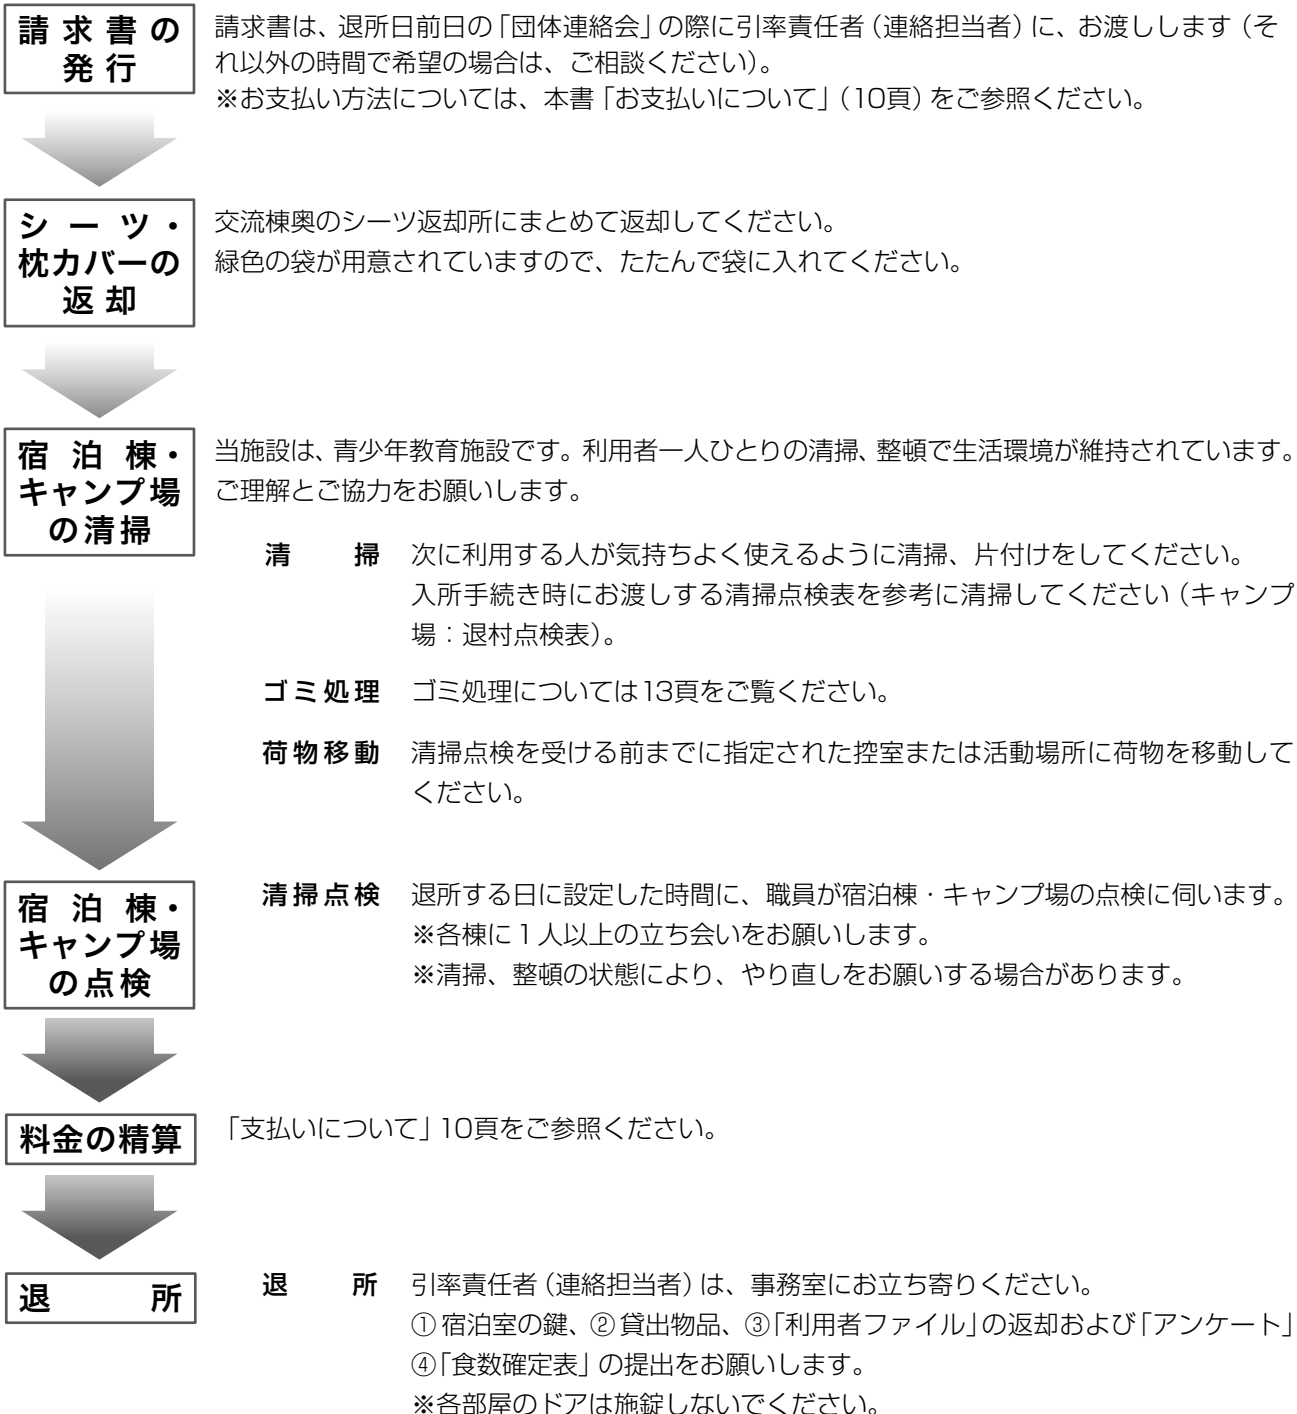 請求書の
発行
請求書は、退所日前日の「団体連絡会」の際に引率責任者（連絡担当者）に、お渡しします（そ
れ以外の時間で希望の場合は、ご相談ください）。
※お支払い方法については、本書「お支払いについて」（10頁）をご参照ください。
シーツ・
枕カバーの
返却
交流棟奥のシーツ返却所にまとめて返却してください。
緑色の袋が用意されていますので、たたんで袋に入れてください。
宿泊棟・
キャンプ場
の清掃
当施設は、青少年教育施設です。利用者一人ひとりの清掃、整頓で生活環境が維持されています。
ご理解とご協力をお願いします。
清掃 次に利用する人が気持ちよく使えるように清掃、片付けをしてください。
入所手続き時にお渡しする清掃点検表を参考に清掃してください（キャンプ
場：退村点検表）。
ゴミ処理 ゴミ処理については13頁をご覧ください。
荷物移動 清掃点検を受ける前までに指定された控室または活動場所に荷物を移動して
ください。
宿泊棟・
キャンプ場
の点検
清掃点検 退所する日に設定した時間に、職員が宿泊棟・キャンプ場の点検に伺います。
※各棟に1人以上の立ち会いをお願いします。
※清掃、整頓の状態により、やり直しをお願いする場合があります。
料金の精算
「支払いについて」10頁をご参照ください。
退所
退所 引率責任者（連絡担当者）は、事務室にお立ち寄りください。
①宿泊室の鍵、②貸出物品、③「利用者ファイル」の返却および「アンケート」
④「食数確定表」の提出をお願いします。
※各部屋のドアは施錠しないでください。